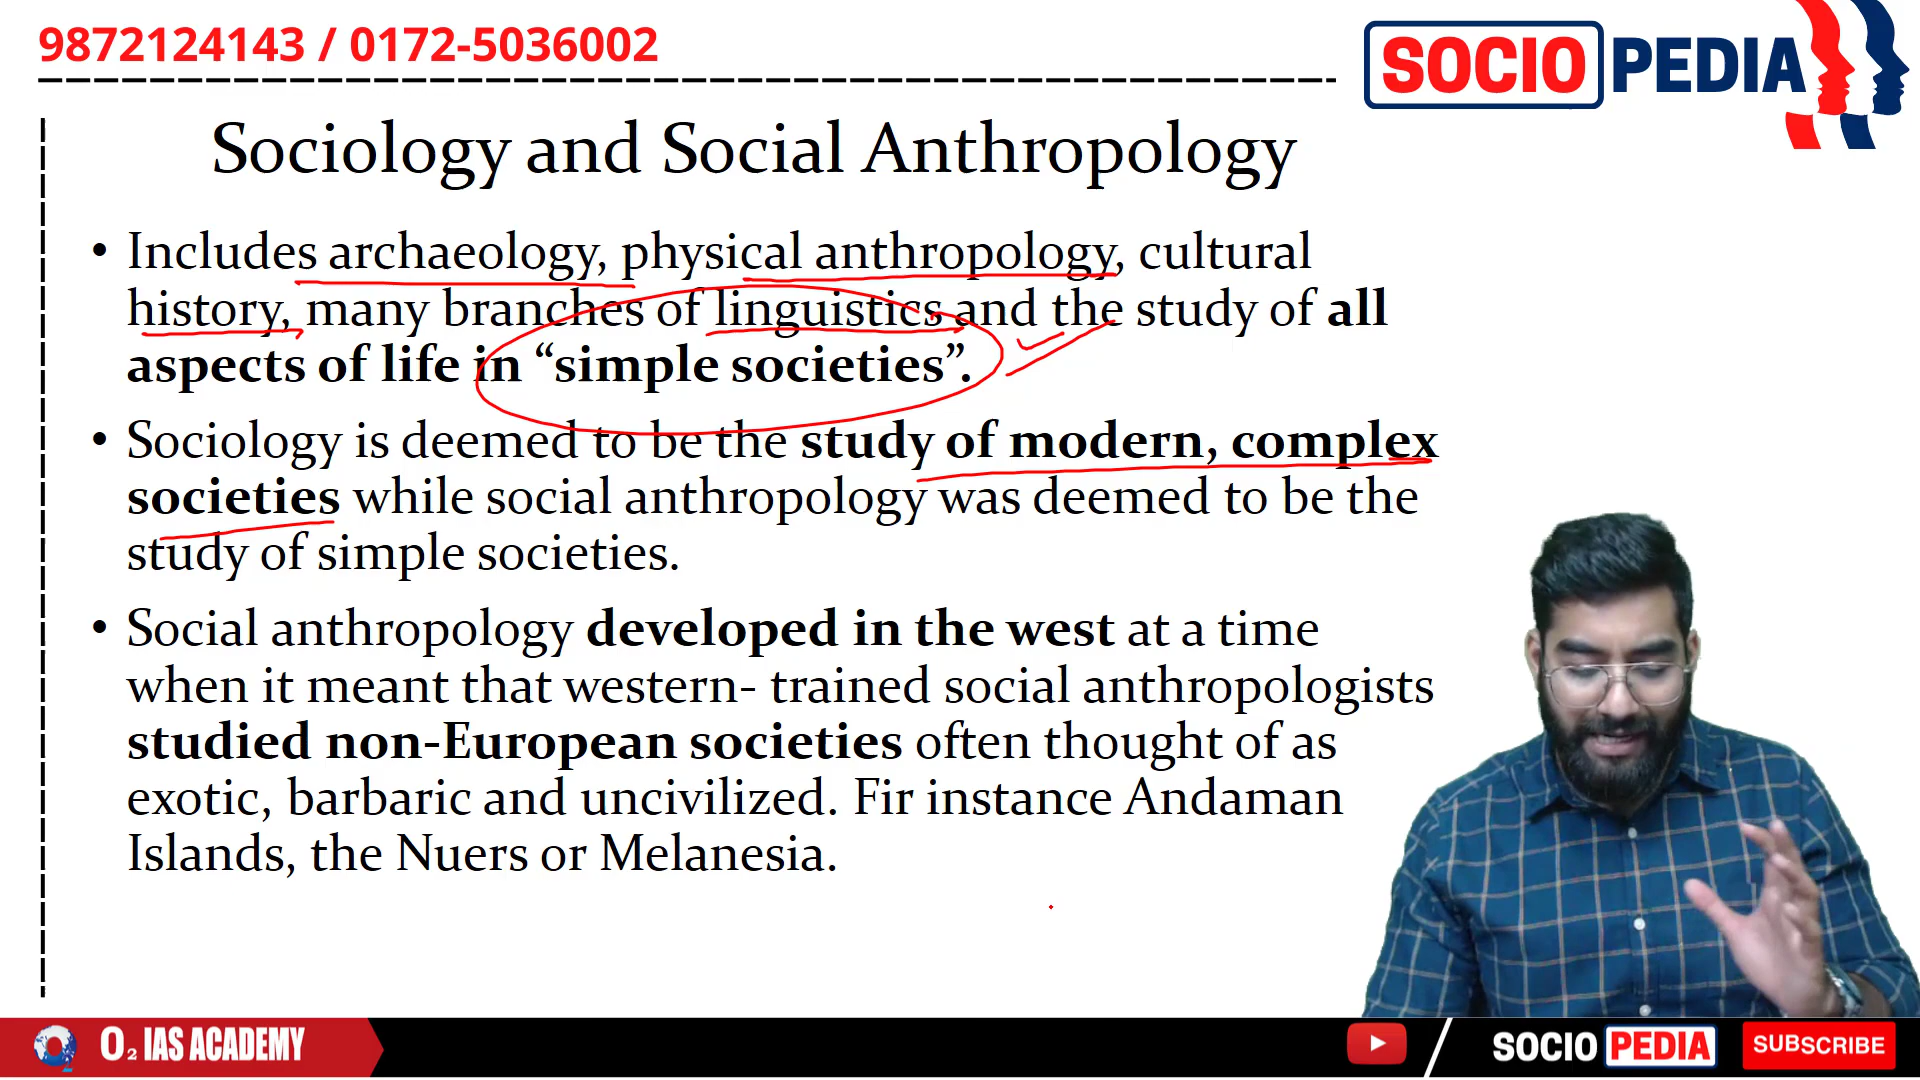 9872124143 / 0172-5036002
SOCIO PEDIA
Sociology and Social Anthropology
• Includes archaeology, physical anthropology, cultural
history, many branches of linguistics and the study of all
aspects of life in “simple societies”.
• Sociology is deemed to be the study of modern, complex
societies while social anthropology was deemed to be the
study of simple societies.
• Social anthropology developed in the west at a time
when it meant that western- trained social anthropologists
studied non-European societies often thought of as
exotic, barbaric and uncivilized. Fir instance Andaman
Islands, the Nuers or Melanesia.
O2 IAS ACADEMY
SOCIO PEDIA
SUBSCRIBE